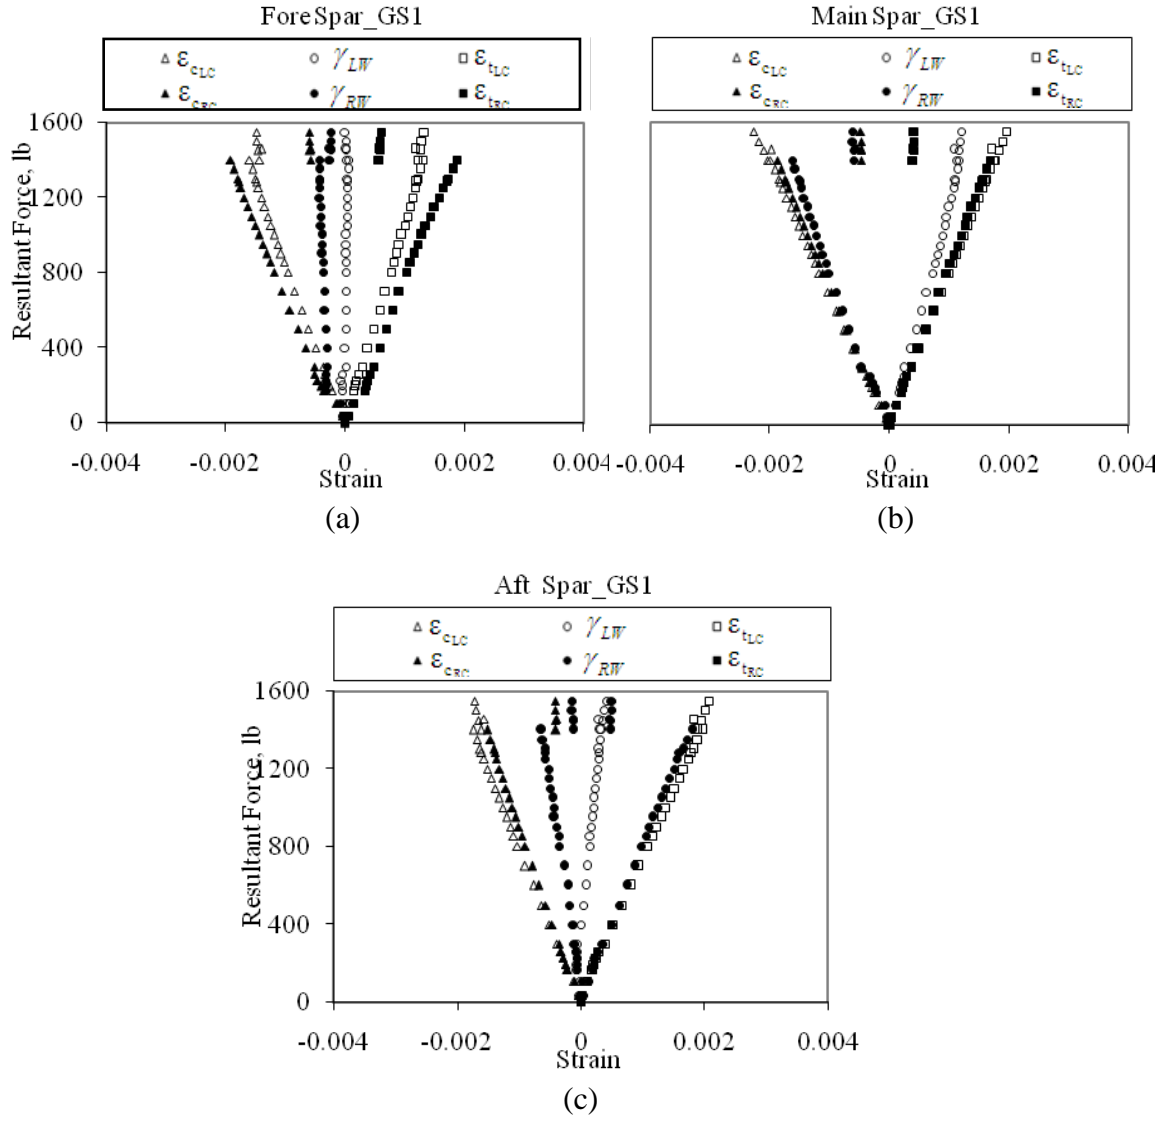 Fore Spar_GS1
ε_cLC γ_LW ε_tLC
ε_cRC γ_RW ε_tRC
1600
1200
800
400
0
Resultant Force, lb
-0.004 -0.002 0 0.002 0.004
Strain
(a)
Main Spar_GS1
ε_cLC γ_LW ε_tLC
ε_cRC γ_RW ε_tRC
-0.004 -0.002 0 0.002 0.004
Strain
(b)
Aft Spar_GS1
ε_cLC γ_LW ε_tLC
ε_cRC γ_RW ε_tRC
1600
1200
800
400
0
Resultant Force, lb
-0.004 -0.002 0 0.002 0.004
Strain
(c)